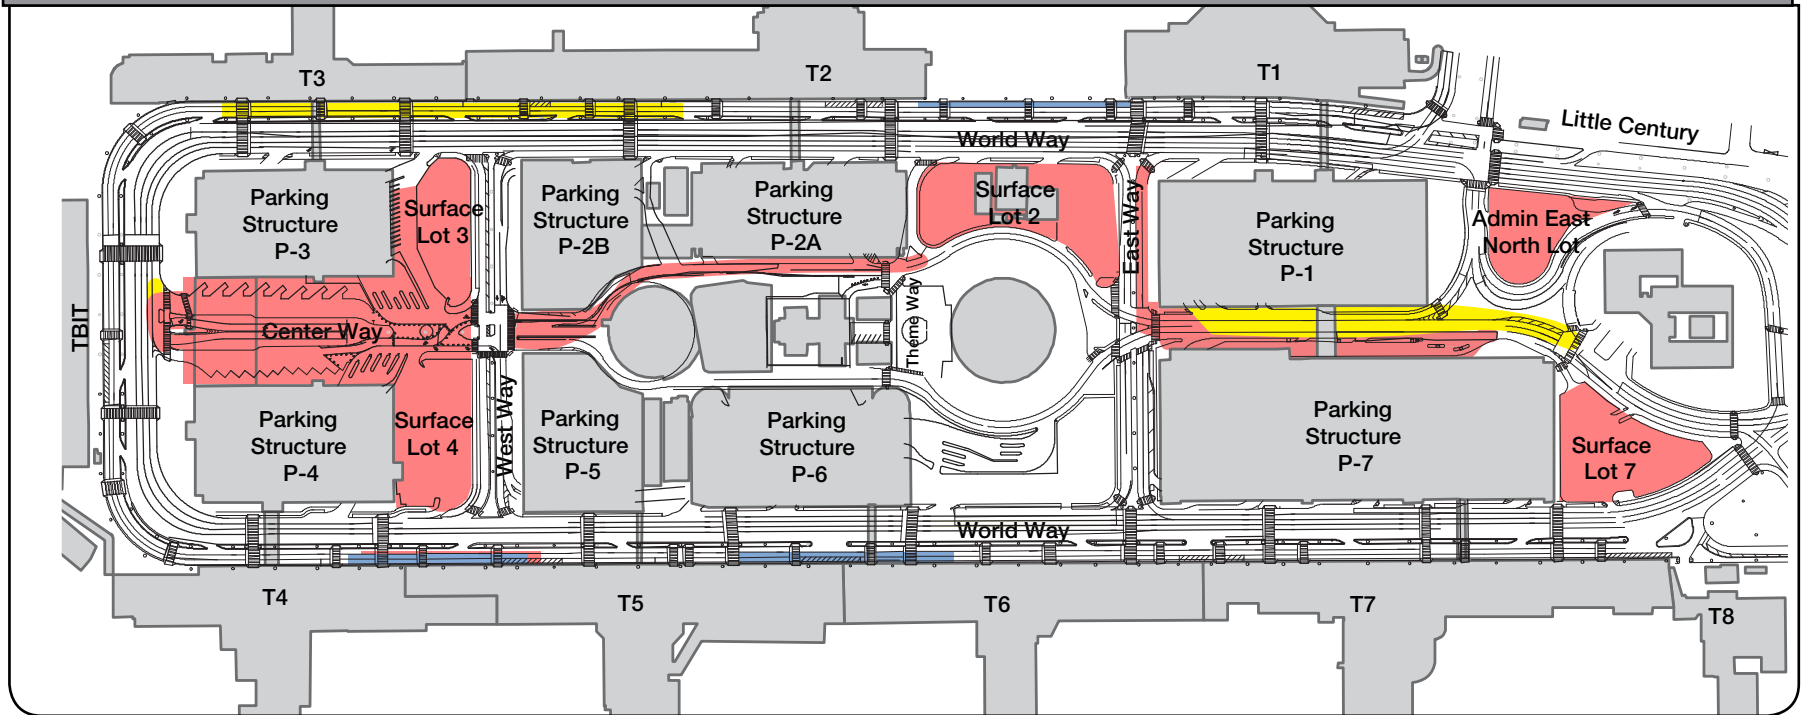 T3
T2
T1
Little Century
World Way
Parking
Structure
P-3
Surface
Lot 3
Parking
Structure
P-2B
Parking
Structure
P-2A
Surface
Lot 2
East Way
Parking
Structure
P-1
Admin East
North Lot
TBIT
Center Way
Theme Way
Parking
Structure
P-4
Surface
Lot 4
West Way
Parking
Structure
P-5
Parking
Structure
P-6
Parking
Structure
P-7
Surface
Lot 7
World Way
T4
T5
T6
T7
T8